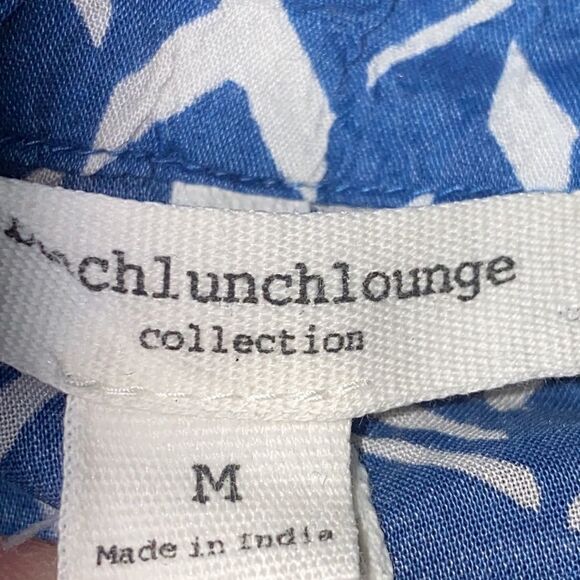 chlunchlounge
collection
M
Made in India